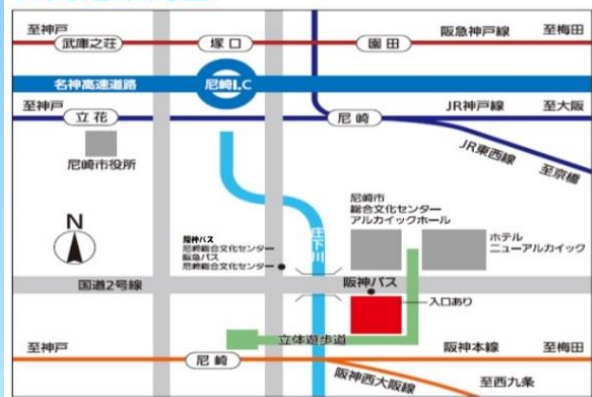 至神戸
阪急神戸線
至梅田
武庫之荘
塚口
園田
名神高速道路
尼崎I.C
至神戸
JR神戸線
至大阪
立花
尼崎
JR東西線
至京橋
尼崎市役所
尼崎市
総合文化センター
アルカイックホール
N
庄下川
ホテル
ニューアルカイック
阪神バス
尼崎総合文化センター
阪急バス
尼崎総合文化センター
国道2号線
阪神バス
入口あり
立体遊歩道
至神戸
阪神本線
至梅田
尼崎
阪神西大阪線
至西九条